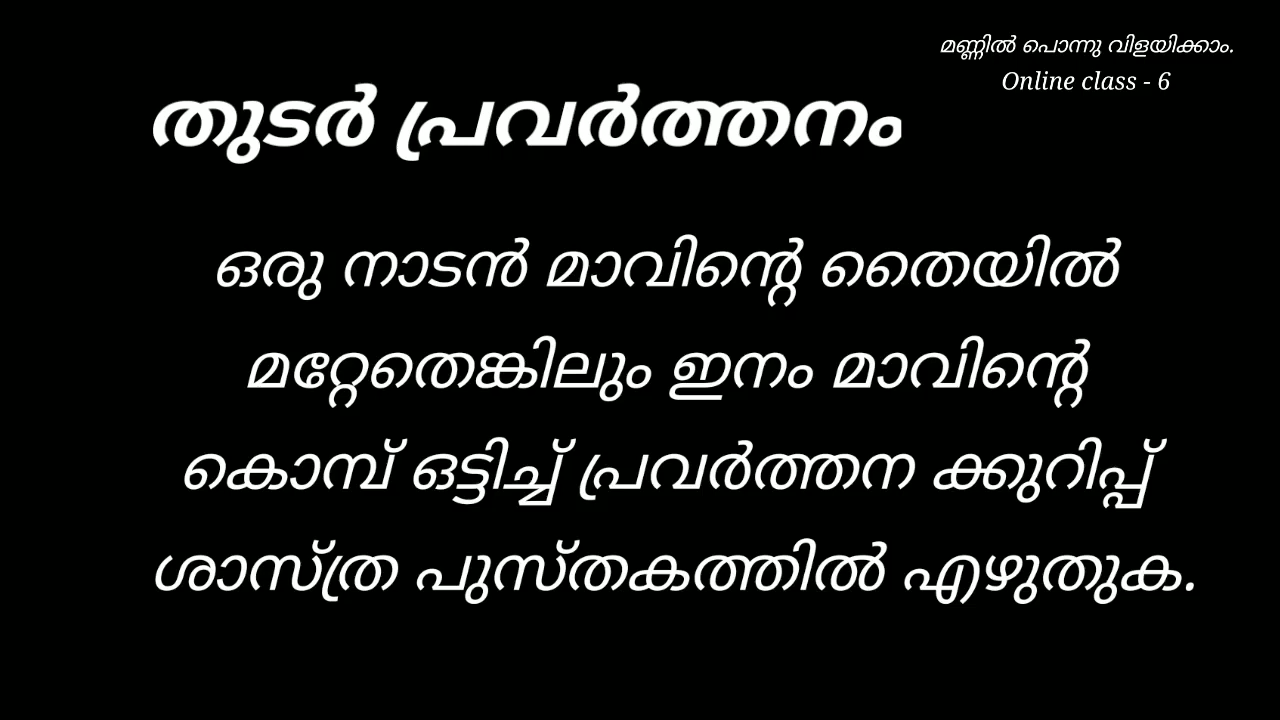 മണ്ണിൽ പൊന്നു വിളയിക്കാം.
Online class - 6
തുടർ പ്രവർത്തനം
ഒരു നാടൻ മാവിന്റെ തൈയിൽ
മറ്റേതെങ്കിലും ഇനം മാവിന്റെ
കൊമ്പ് ഒട്ടിച്ച് പ്രവർത്തന ക്കുറിപ്പ്
ശാസ്ത്ര പുസ്തകത്തിൽ എഴുതുക.